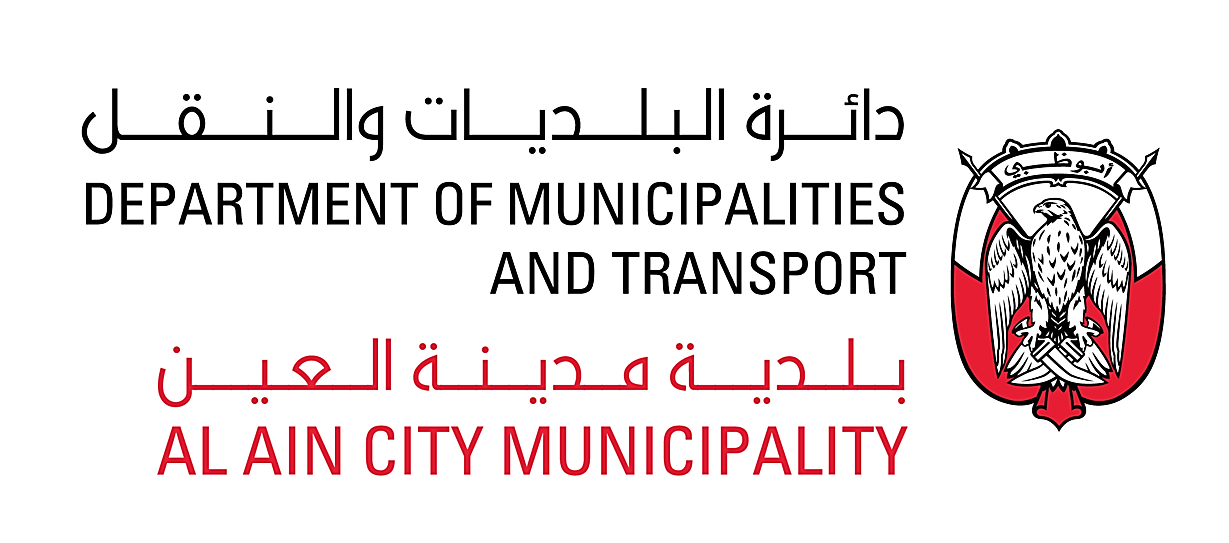 دائرة البلديات والنقل
DEPARTMENT OF MUNICIPALITIES
AND TRANSPORT
بلدية مدينة العين
AL AIN CITY MUNICIPALITY
أبوظبي